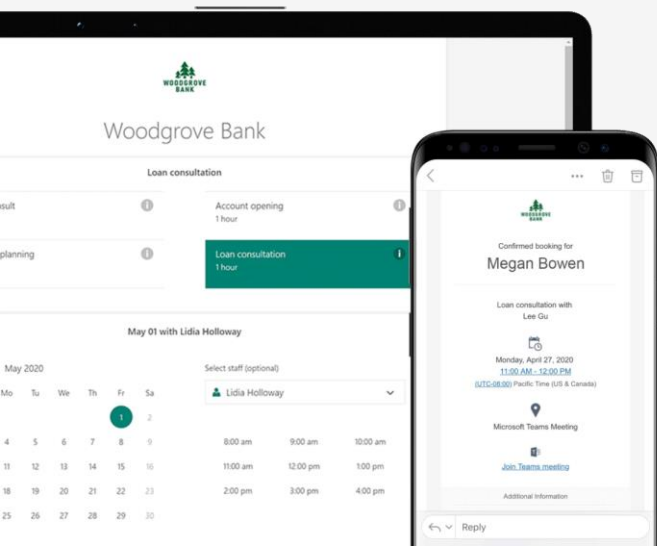 WOODGROVE
BANK
Woodgrove Bank
Loan consultation
nsult
Account opening
1 hour
planning
Loan consultation
1 hour
May 01 with Lidia Holloway
May 2020
Mo Tu We Th Fr Sa
1 2
4 5 6 7 8 9
11 12 13 14 15 16
18 19 20 21 22 23
25 26 27 28 29 30
Select staff (optional)
Lidia Holloway
8:00 am 9:00 am 10:00 am
11:00 am 12:00 pm 1:00 pm
2:00 pm 3:00 pm 4:00 pm
WOODGROVE
BANK
Confirmed booking for
Megan Bowen
Loan consultation with
Lee Gu
Monday, April 27, 2020
11:00 AM - 12:00 PM
(UTC-08:00) Pacific Time (US & Canada)
Microsoft Teams Meeting
Join Teams meeting
Additional Information
Reply